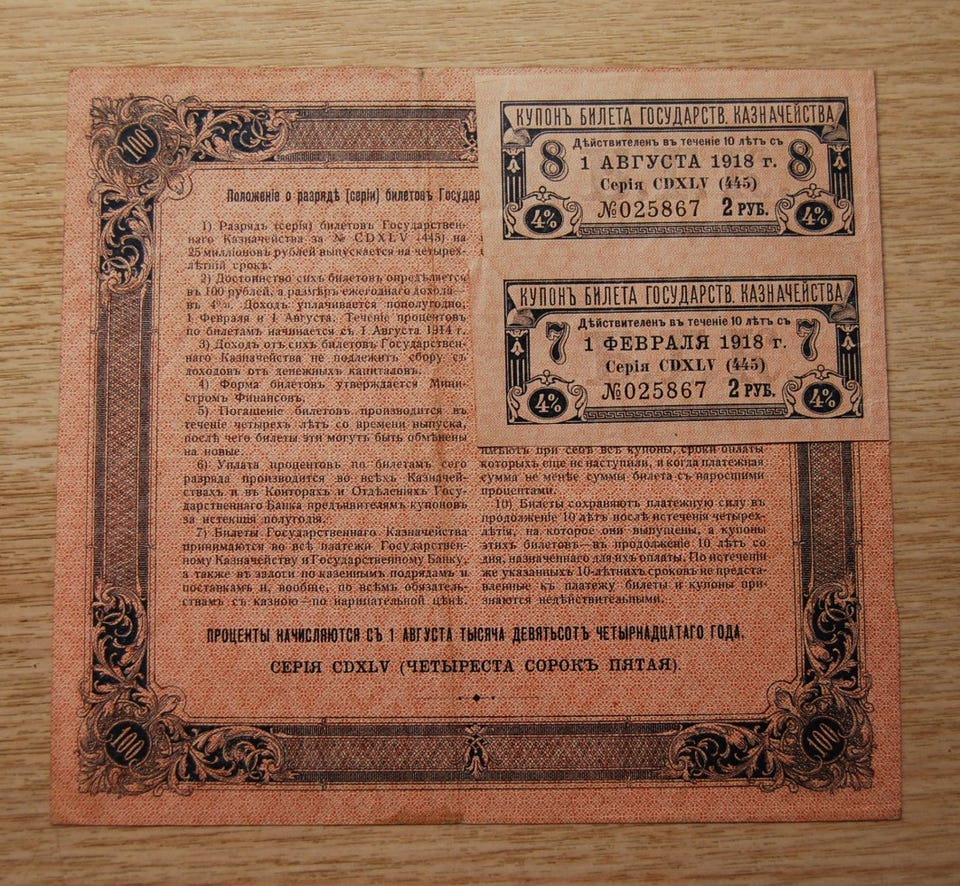 100
Положеніе о разрядѣ (серіи) билетовъ Государ
1) Разрядъ (серія) билетовъ Государствен-
наго Казначейства за № CDXLV (445) на
25 милліоновъ рублей выпускается на четырех-
лѣтній срокъ.
2) Достоинство сихъ билетовъ опредѣляется
въ 100 рублей, а размѣръ ежегоднаго дохода—
въ 4%. Доходъ уплачивается пополугодно,
1 Февраля и 1 Августа. Теченіе процентовъ
по билетамъ начинается съ 1 Августа 1914 г.
3) Доходъ отъ сихъ билетовъ Государствен-
наго Казначейства не подлежитъ сбору съ
доходовъ отъ денежныхъ капиталовъ.
4) Форма билетовъ утверждается Мини-
стромъ Финансовъ.
5) Погашеніе билетовъ производится въ
теченіе четырехъ лѣтъ со времени выпуска,
послѣ чего билеты эти могутъ быть обмѣнены
на новые.
6) Уплата процентовъ по билетамъ сего
разряда производится во всѣхъ Казначей-
ствахъ и въ Конторахъ и Отдѣленіяхъ Госу-
дарственнаго Банка предъявителямъ купоновъ
за истекшія полугодія.
7) Билеты Государственнаго Казначейства
принимаются во всѣ платежи Государствен-
ному Казначейству и Государственному Банку,
а также въ залоги по казеннымъ подрядамъ и
поставкамъ и, вообще, по всѣмъ обязатель-
ствамъ съ казною—по нарицательной цѣнѣ.
КУПОНЪ БИЛЕТА ГОСУДАРСТВ. КАЗНАЧЕЙСТВА
Дѣйствителенъ въ теченіе 10 лѣтъ съ
8 1 АВГУСТА 1918 г. 8
Серія CDXLV (445)
4% №025867 2 РУБ. 4%
КУПОНЪ БИЛЕТА ГОСУДАРСТВ. КАЗНАЧЕЙСТВА
Дѣйствителенъ въ теченіе 10 лѣтъ съ
7 1 ФЕВРАЛЯ 1918 г. 7
Серія CDXLV (445)
4% №025867 2 РУБ. 4%
имѣютъ при себѣ всѣ купоны, сроки оплаты
которыхъ еще не наступили, и когда платежная
сумма не менѣе суммы билета съ наросшими
процентами.
10) Билеты сохраняютъ платежную силу въ
продолженіе 10 лѣтъ послѣ истеченія четырех-
лѣтія, на которое они выпущены, а купоны
этихъ билетовъ—въ продолженіе 10 лѣтъ со
дня, назначеннаго для ихъ оплаты. По истеченіи
же указанныхъ 10-лѣтнихъ сроковъ не предста-
вленные къ платежу билеты и купоны при-
знаются недѣйствительными.
ПРОЦЕНТЫ НАЧИСЛЯЮТСЯ СЪ 1 АВГУСТА ТЫСЯЧА ДЕВЯТЬСОТЪ ЧЕТЫРНАДЦАТАГО ГОДА.
СЕРІЯ CDXLV (ЧЕТЫРЕСТА СОРОКЪ ПЯТАЯ).
100 100